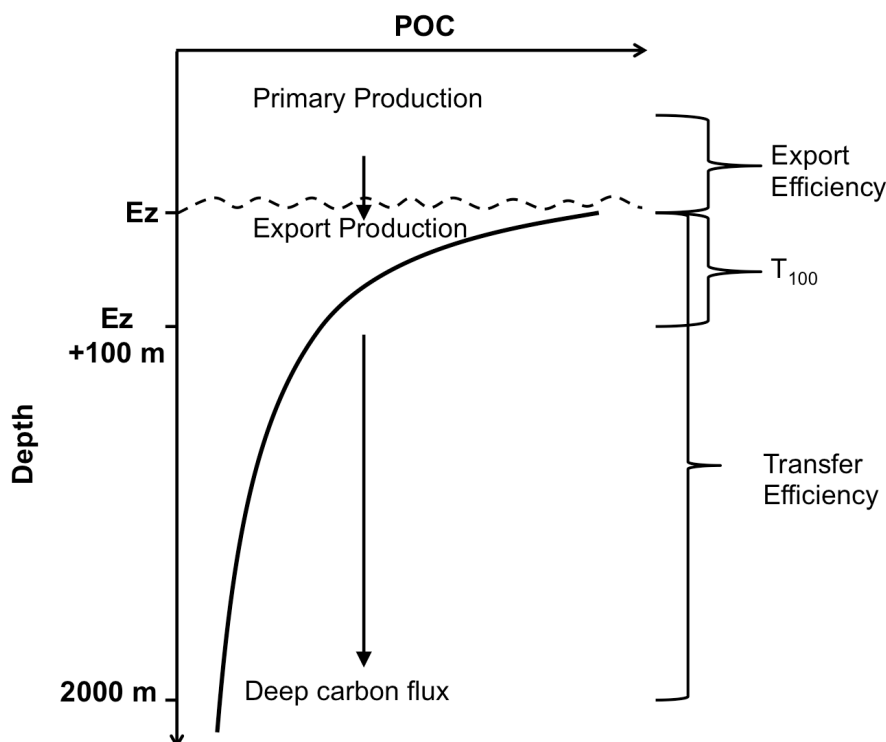 POC
Primary Production
Export
Efficiency
Ez
Export Production
T100
Ez
+100 m
Depth
Transfer
Efficiency
2000 m
Deep carbon flux